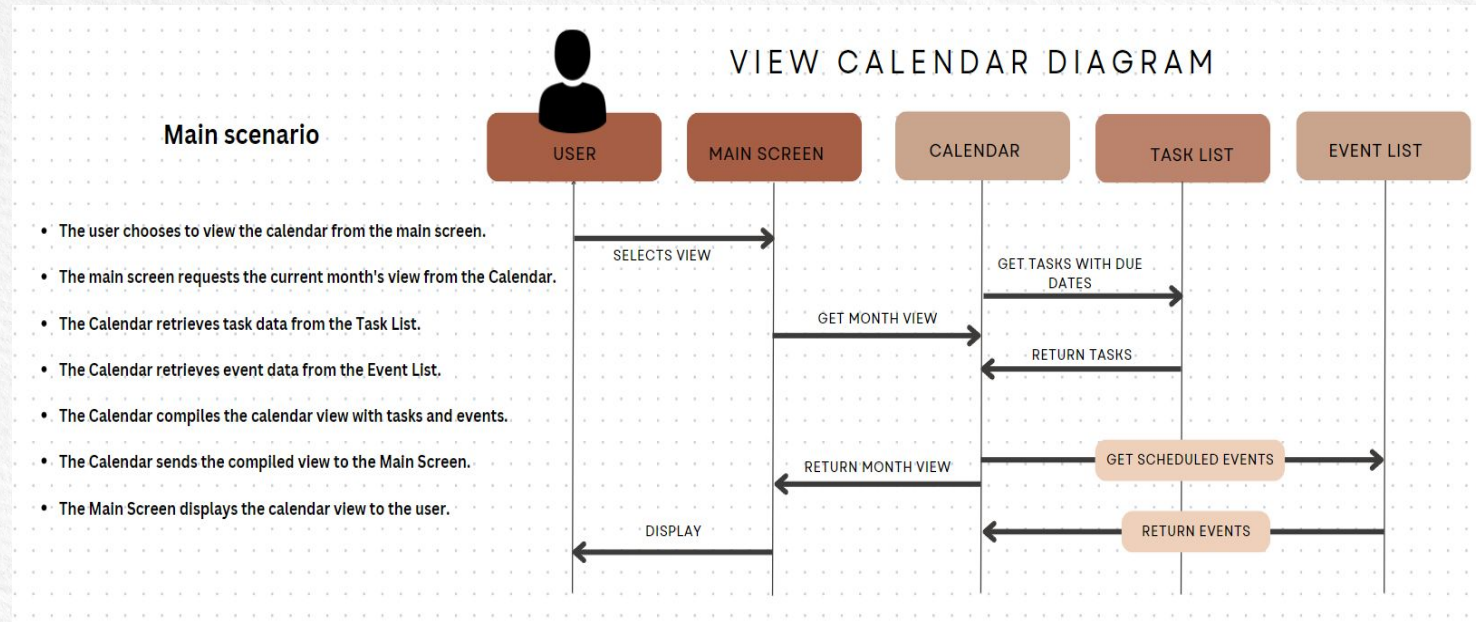 VIEW CALENDAR DIAGRAM
Main scenario
USER
MAIN SCREEN
CALENDAR
TASK LIST
EVENT LIST
• The user chooses to view the calendar from the main screen.
• The main screen requests the current month's view from the Calendar.
• The Calendar retrieves task data from the Task List.
• The Calendar retrieves event data from the Event List.
• The Calendar compiles the calendar view with tasks and events.
• The Calendar sends the compiled view to the Main Screen.
• The Main Screen displays the calendar view to the user.
SELECTS VIEW
GET TASKS WITH DUE
DATES
GET MONTH VIEW
RETURN TASKS
GET SCHEDULED EVENTS
RETURN MONTH VIEW
RETURN EVENTS
DISPLAY